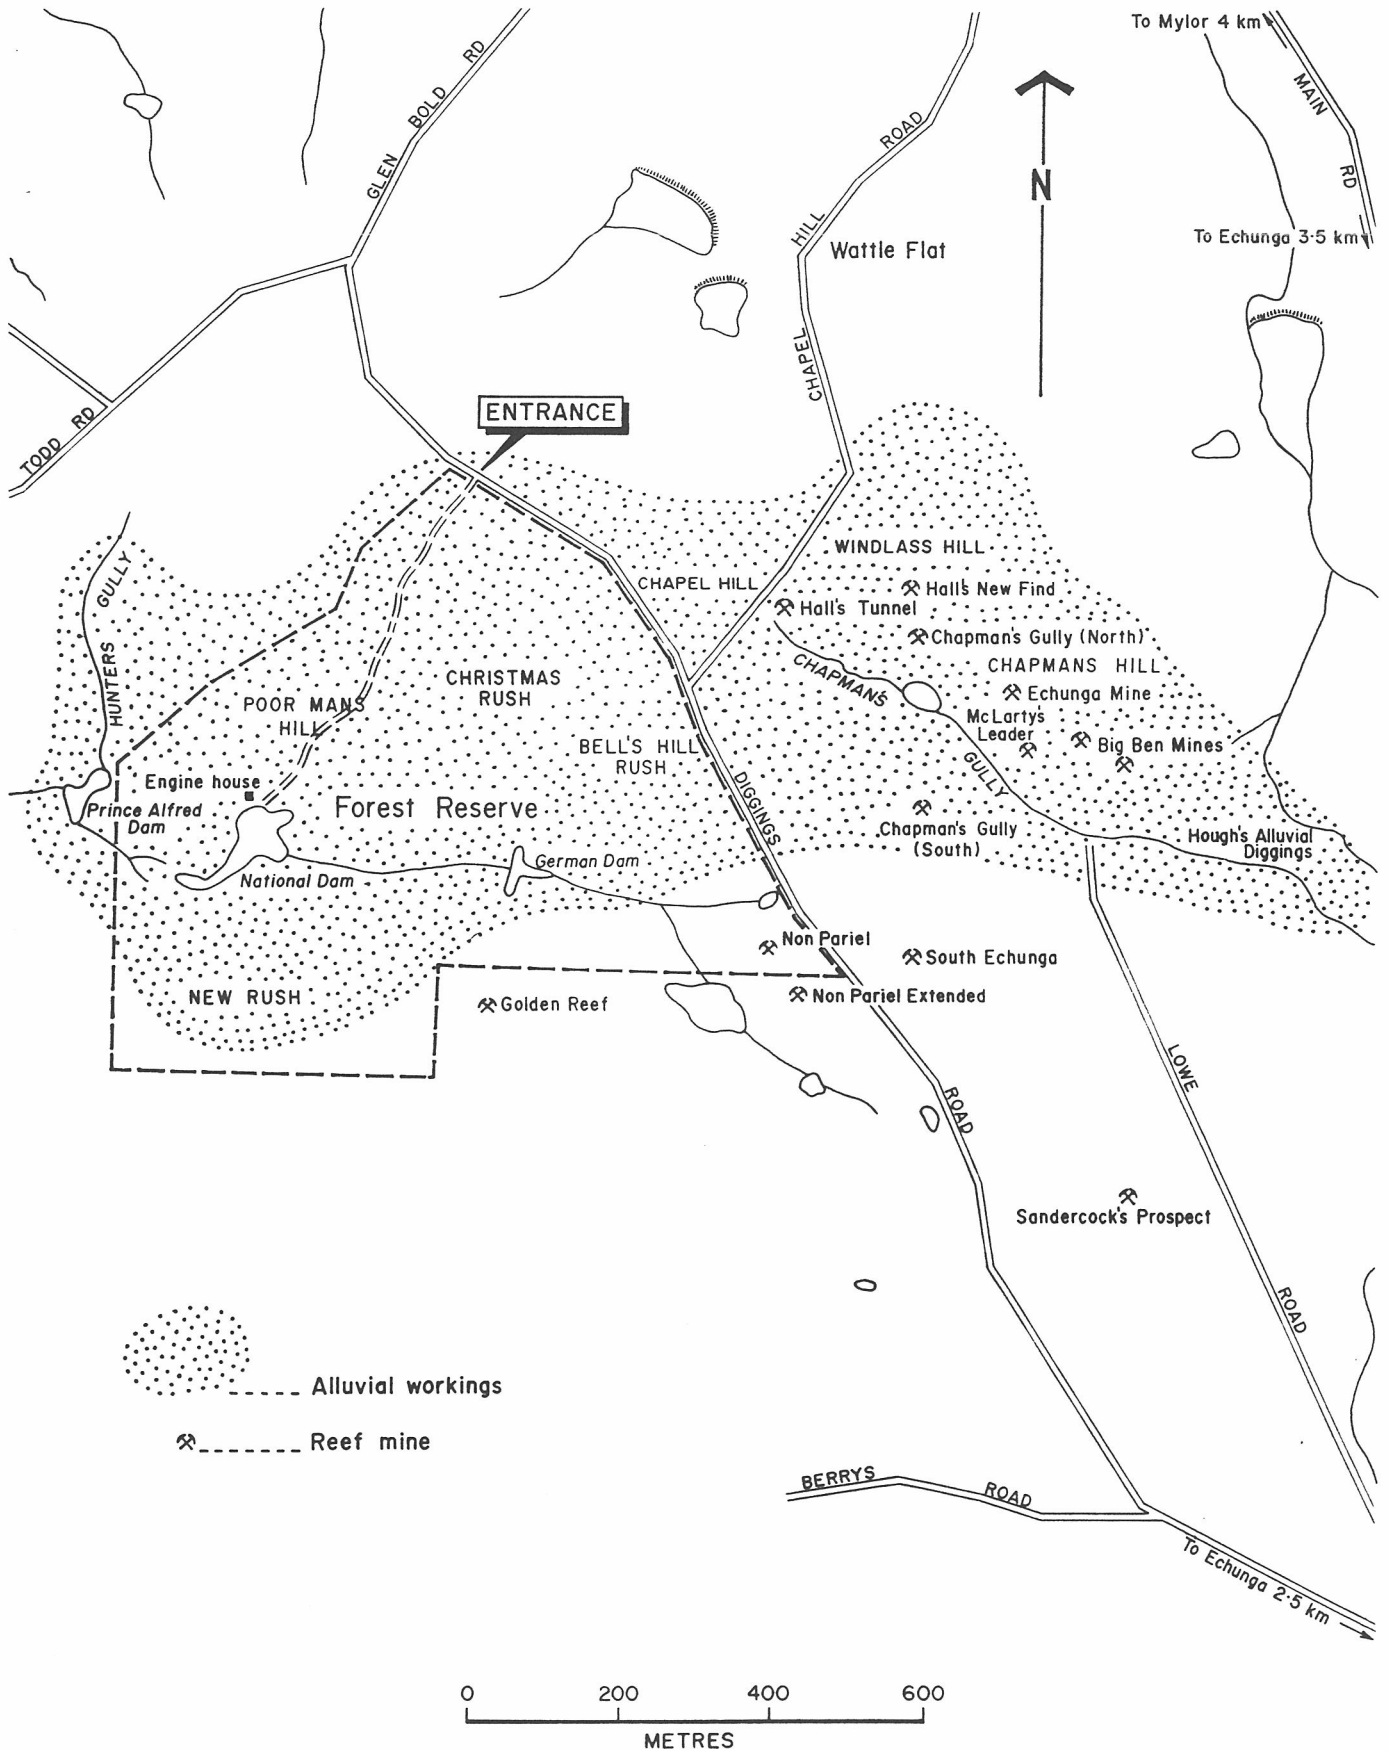 To Mylor 4 km
MAIN RD
GLEN BOLD RD
CHAPEL HILL ROAD
N
Wattle Flat
To Echunga 3·5 km
ENTRANCE
TODD RD
HUNTERS GULLY
WINDLASS HILL
CHAPEL HILL
Hall's New Find
Hall's Tunnel
Chapman's Gully (North)
CHAPMANS HILL
CHAPMAN'S GULLY
Echunga Mine
CHRISTMAS
RUSH
POOR MANS
HILL
McLarty's
Leader
Big Ben Mines
BELL'S HILL
RUSH
Engine house
Forest Reserve
DIGGINGS ROAD
Prince Alfred
Dam
Chapman's Gully
(South)
Hough's Alluvial
Diggings
German Dam
National Dam
Non Pariel
South Echunga
NEW RUSH
Golden Reef
Non Pariel Extended
LOWE ROAD
Sandercock's Prospect
Alluvial workings
Reef mine
BERRYS ROAD
To Echunga 2·5 km
0 200 400 600
METRES